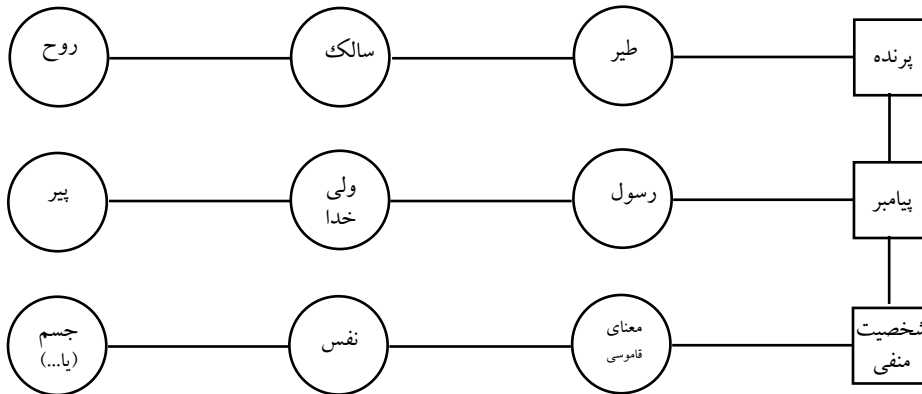 پرنده
طیر
سالک
روح
پیامبر
رسول
ولی
خدا
پیر
شخصیت
منفی
معنای
قاموسی
نفس
جسم
(یا...)